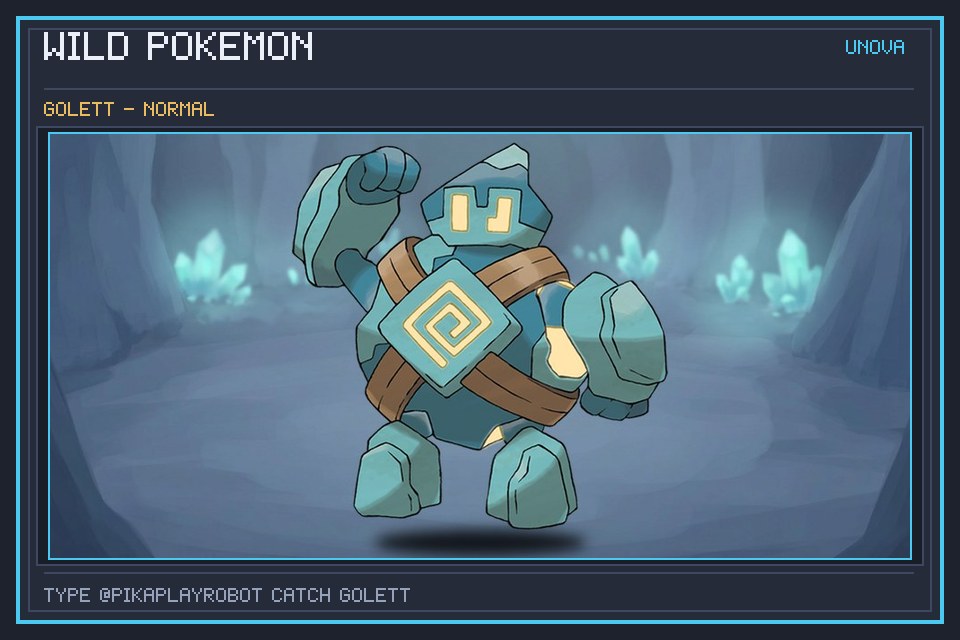 WILD POKEMON
UNOVA
GOLETT - NORMAL
TYPE @PIKAPLAYROBOT CATCH GOLETT